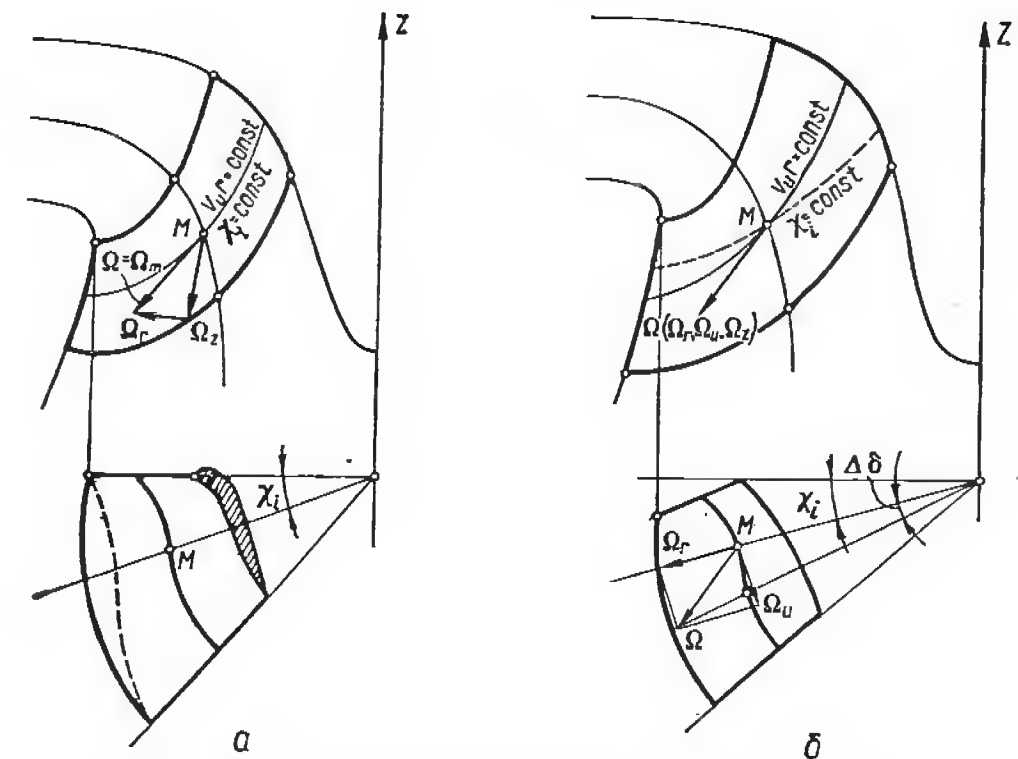 Z
v_u r = const
χ_i = const
M
Ω=Ω_m
Ω_r
Ω_z
χ_i
M
а
Z
v_u r = const
χ_i = const
M
Ω(Ω_r, Ω_u, Ω_z)
Δδ
χ_i
Ω_r
M
Ω_u
Ω
б